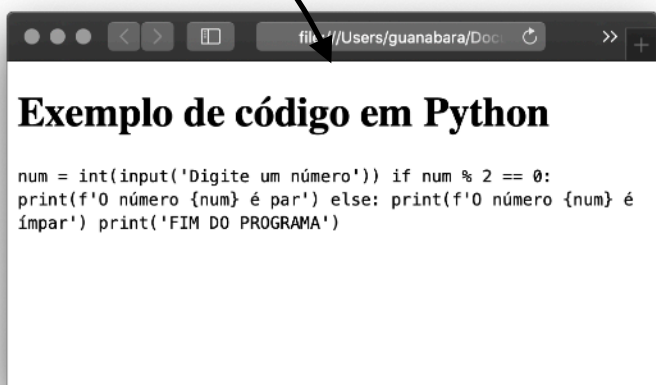 file:///Users/guanabara/Doc
Exemplo de código em Python
num = int(input('Digite um número')) if num % 2 == 0:
print(f'O número {num} é par') else: print(f'O número {num} é
ímpar') print('FIM DO PROGRAMA')